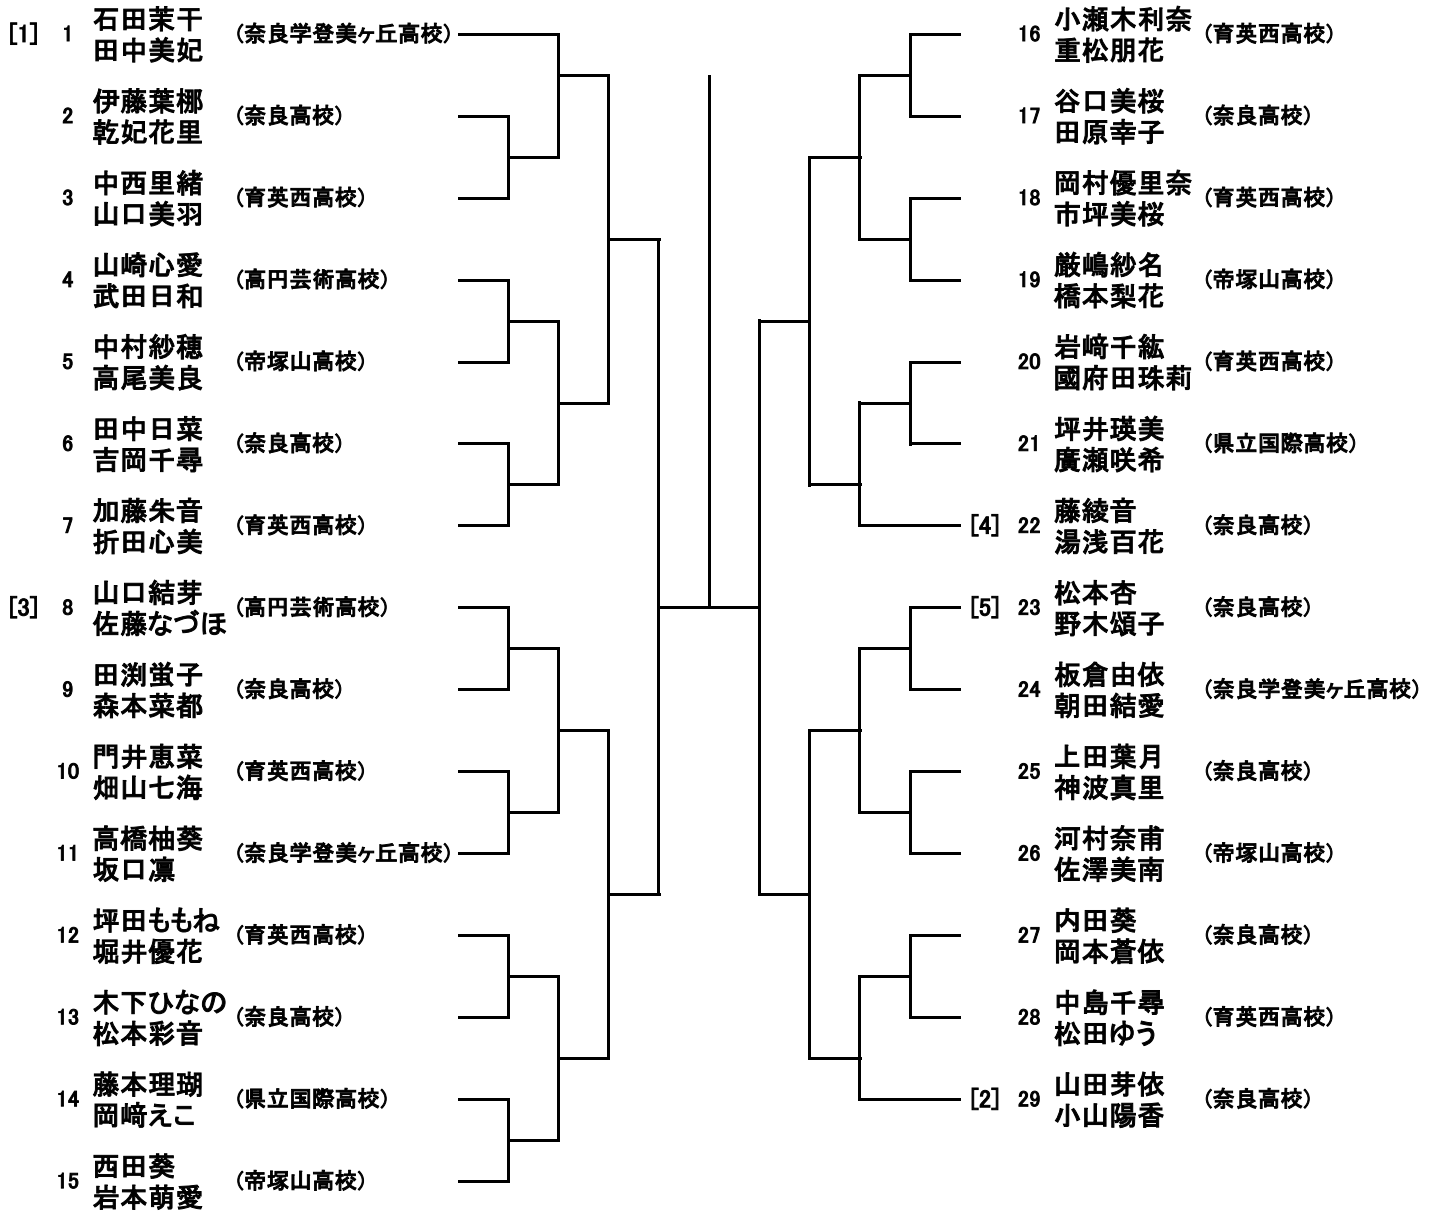 [1] 1 石田茉千 (奈良学登美ヶ丘高校)
田中美妃
2 伊藤葉梛 (奈良高校)
乾妃花里
3 中西里緒 (育英西高校)
山口美羽
4 山崎心愛 (高円芸術高校)
武田日和
5 中村紗穂 (帝塚山高校)
高尾美良
6 田中日菜 (奈良高校)
吉岡千尋
7 加藤朱音 (育英西高校)
折田心美
[3] 8 山口結芽 (高円芸術高校)
佐藤なづほ
9 田渕蛍子 (奈良高校)
森本菜都
10 門井恵菜 (育英西高校)
畑山七海
11 高橋柚葵 (奈良学登美ヶ丘高校)
坂口凛
12 坪田ももね (育英西高校)
堀井優花
13 木下ひなの (奈良高校)
松本彩音
14 藤本理瑚 (県立国際高校)
岡﨑えこ
15 西田葵 (帝塚山高校)
岩本萌愛
16 小瀬木利奈 (育英西高校)
重松朋花
17 谷口美桜 (奈良高校)
田原幸子
18 岡村優里奈 (育英西高校)
市坪美桜
19 厳嶋紗名 (帝塚山高校)
橋本梨花
20 岩﨑千紘 (育英西高校)
國府田珠莉
21 坪井瑛美 (県立国際高校)
廣瀬咲希
[4] 22 藤綾音 (奈良高校)
湯浅百花
[5] 23 松本杏 (奈良高校)
野木頌子
24 板倉由依 (奈良学登美ヶ丘高校)
朝田結愛
25 上田葉月 (奈良高校)
神波真里
26 河村奈甫 (帝塚山高校)
佐澤美南
27 内田葵 (奈良高校)
岡本蒼依
28 中島千尋 (育英西高校)
松田ゆう
[2] 29 山田芽依 (奈良高校)
小山陽香